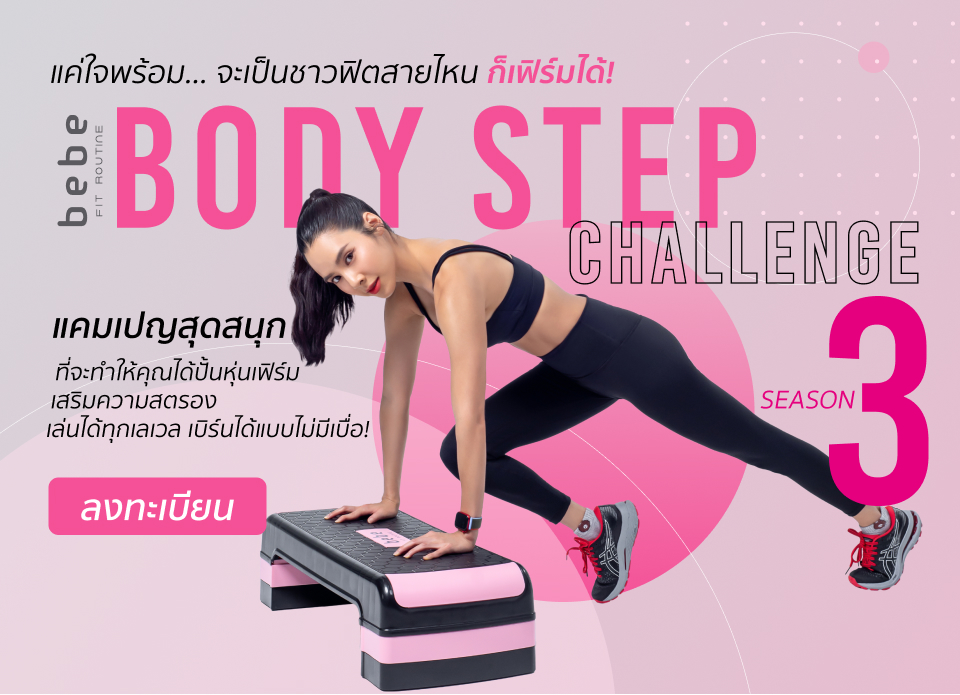 แค่ใจพร้อม... จะเป็นชาวฟิตสายไหน ก็เฟิร์มได้!
bebe
FIT ROUTINE
BODY STEP
CHALLENGE
3
SEASON
แคมเปญสุดสนุก
ที่จะทำให้คุณได้ปั้นหุ่นเฟิร์ม
เสริมความสตรอง
เล่นได้ทุกเลเวล เบิร์นได้แบบไม่มีเบื่อ!
ลงทะเบียน
bebe